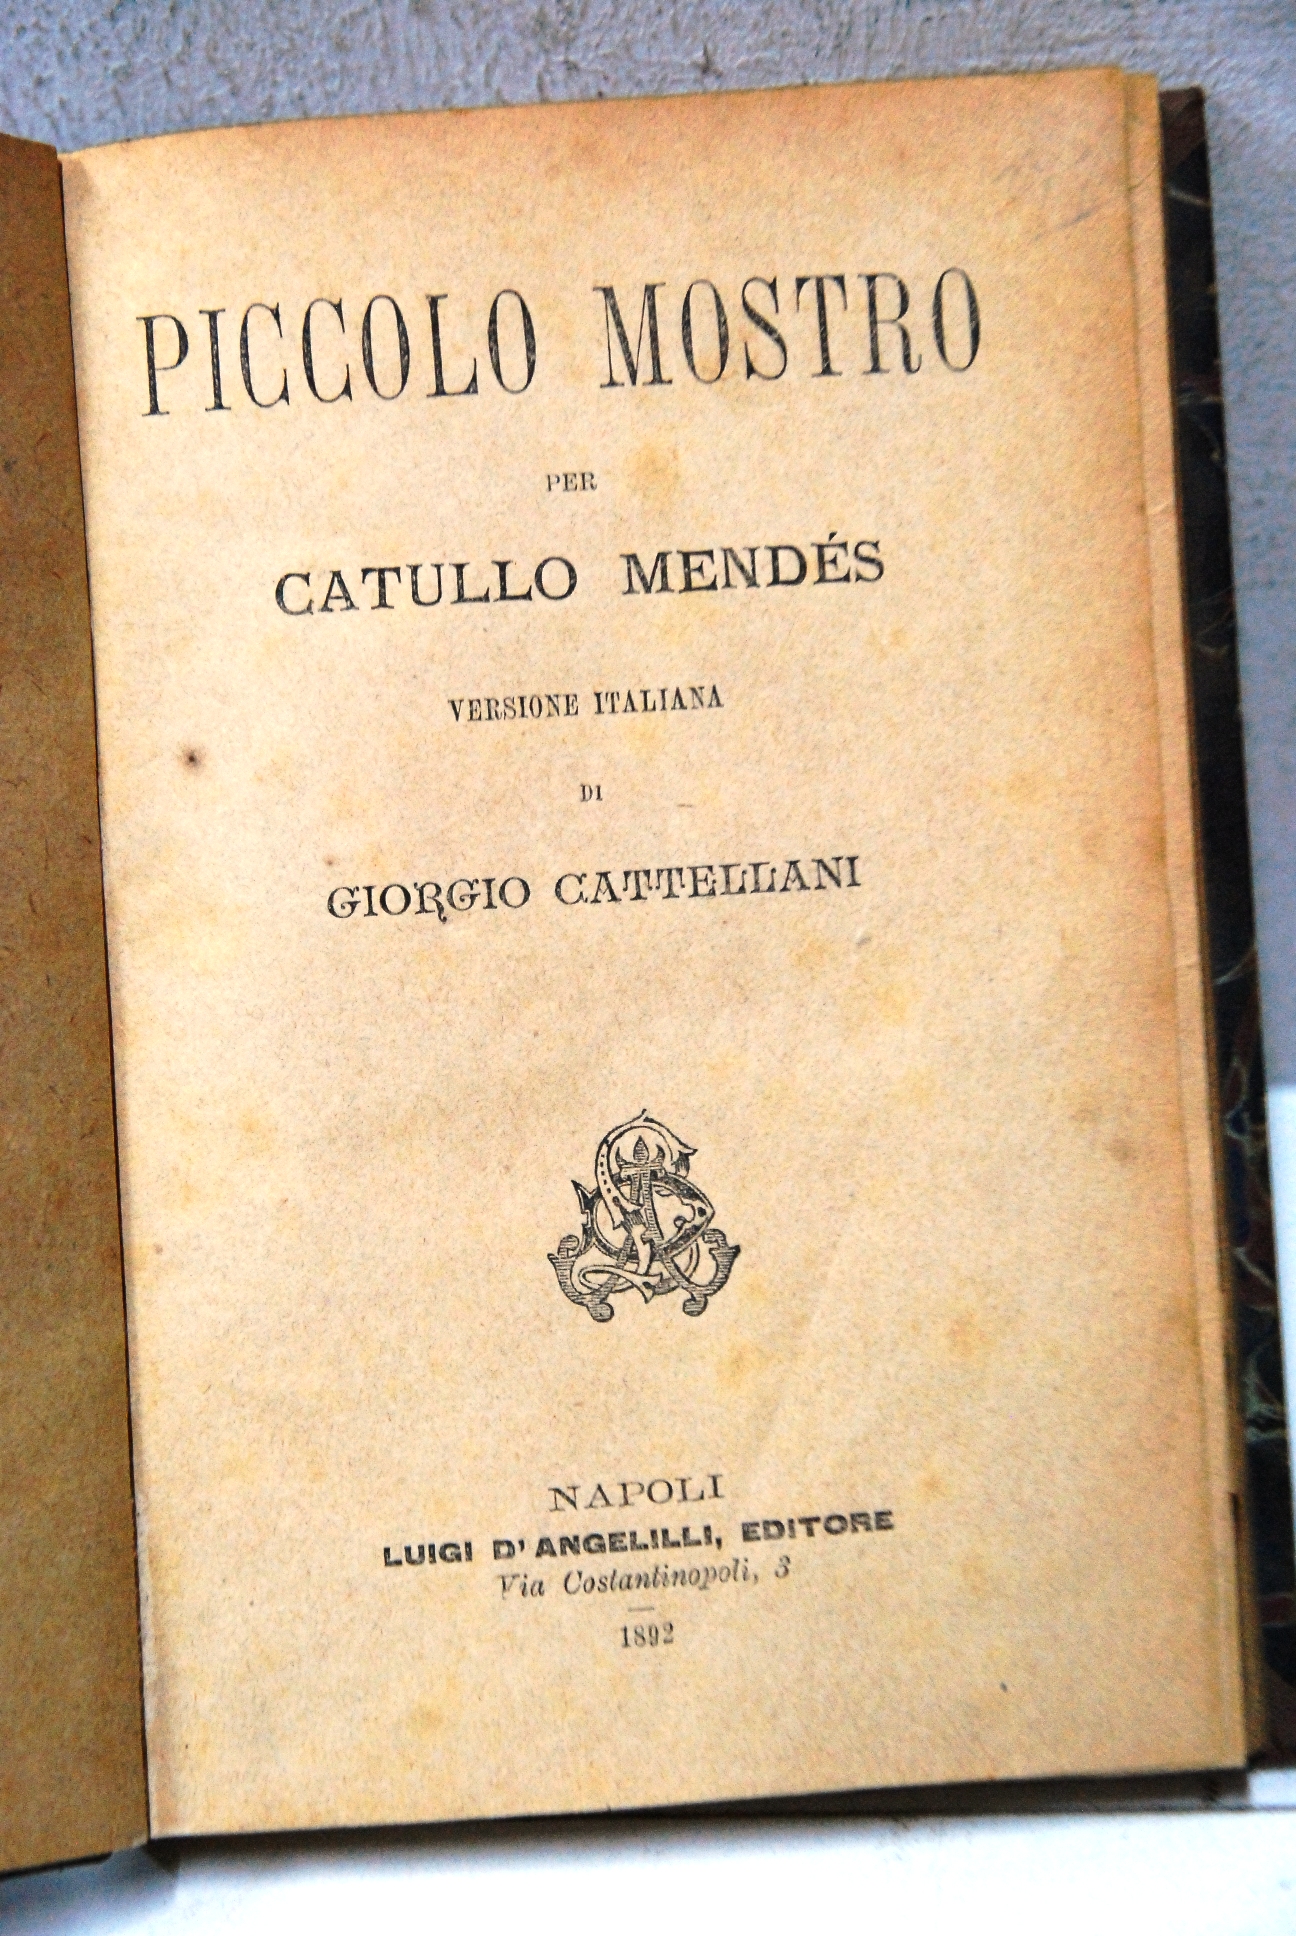 PICCOLO MOSTRO
PER
CATULLO MENDÉS
VERSIONE ITALIANA
DI
GIORGIO CATTELLANI
NAPOLI
LUIGI D'ANGELILLI, EDITORE
Via Costantinopoli, 3
1892